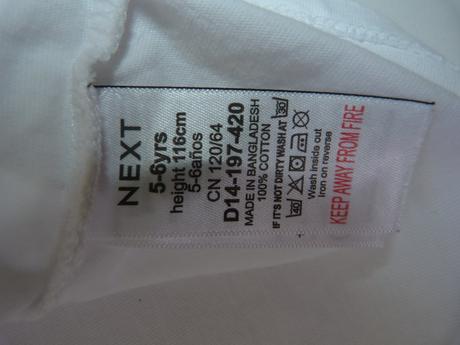 NEXT
5-6yrs
height 116cm
5-6años
CN 120/64
D14-197-420
MADE IN BANGLADESH
100% COTTON
IF IT'S NOT DIRTY WASH AT 30
40
Wash inside out
Iron on reverse
KEEP AWAY FROM FIRE